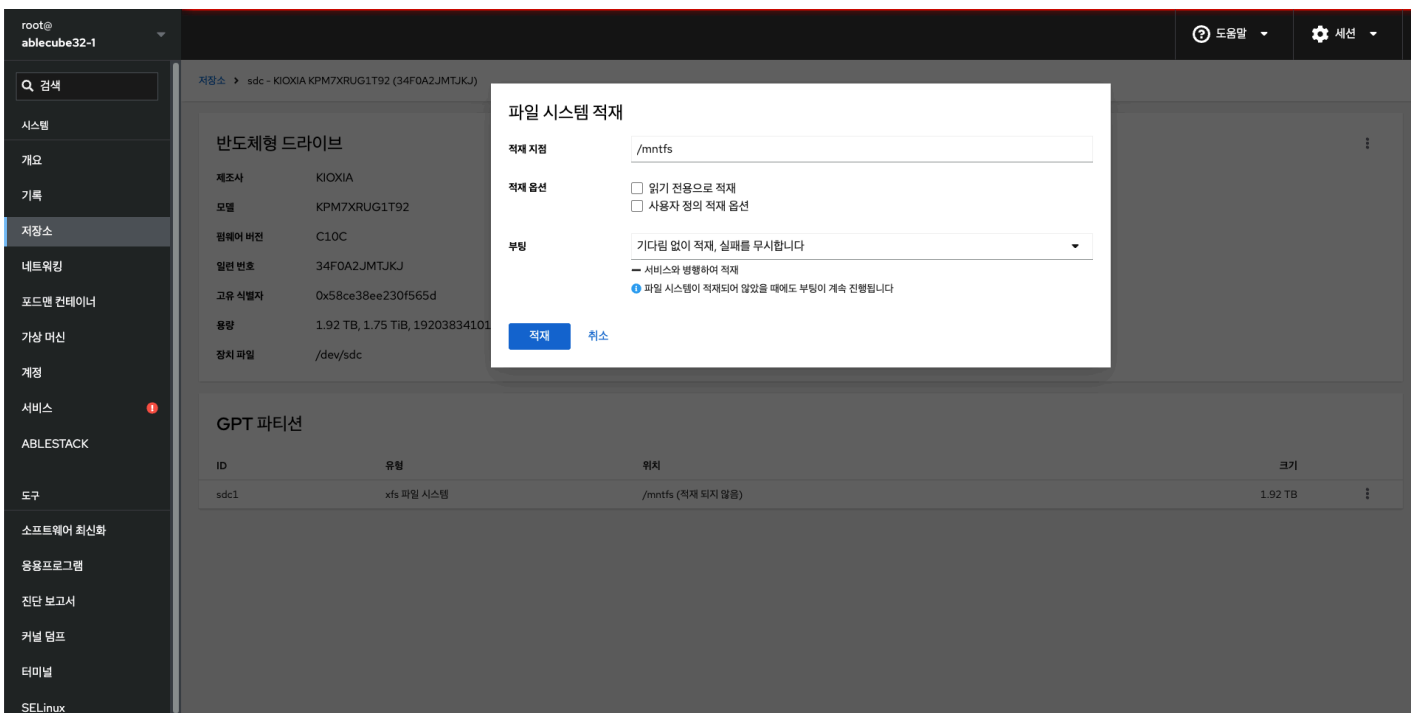 root@
ablecube32-1
도움말
세션
검색
저장소 > sdc - KIOXIA KPM7XRUG1T92 (34F0A2JMTJKJ)
시스템
개요
기록
저장소
네트워킹
포드맨 컨테이너
가상 머신
계정
서비스
ABLESTACK
도구
소프트웨어 최신화
응용프로그램
진단 보고서
커널 덤프
터미널
SELinux
반도체형 드라이브
제조사 KIOXIA
모델 KPM7XRUG1T92
펌웨어 버전 C10C
일련 번호 34F0A2JMTJKJ
고유 식별자 0x58ce38ee230f565d
용량 1.92 TB, 1.75 TiB, 19203834101
장치 파일 /dev/sdc
파일 시스템 적재
적재 지점 /mntfs
적재 옵션 읽기 전용으로 적재
사용자 정의 적재 옵션
부팅 기다림 없이 적재, 실패를 무시합니다
서비스와 병행하여 적재
파일 시스템이 적재되어 않았을 때에도 부팅이 계속 진행됩니다
적재 취소
GPT 파티션
ID 유형 위치 크기
sdc1 xfs 파일 시스템 /mntfs (적재 되지 않음) 1.92 TB